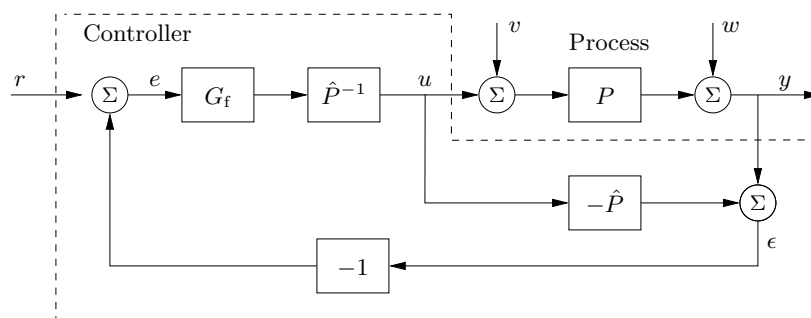 Controller
Process
r
Σ
e
G_f
P̂⁻¹
u
v
Σ
P
w
Σ
y
−P̂
Σ
ϵ
−1